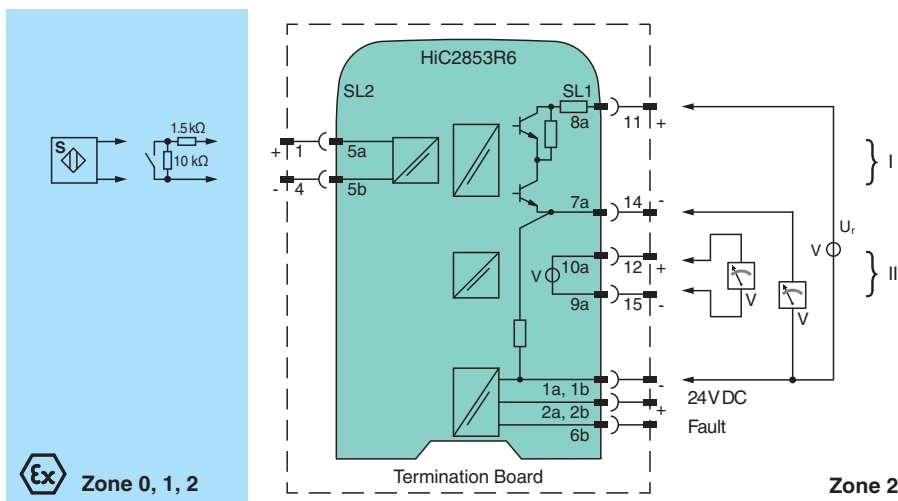 HiC2853R6
SL2
SL1
S
1.5 kΩ
10 kΩ
+
1
5a
-
4
5b
8a
11
+
7a
14
-
I
Ur
V
V
10a
12
+
9a
15
-
V
V
II
1a, 1b
-
24 V DC
2a, 2b
+
6b
Fault
Ex
Zone 0, 1, 2
Termination Board
Zone 2